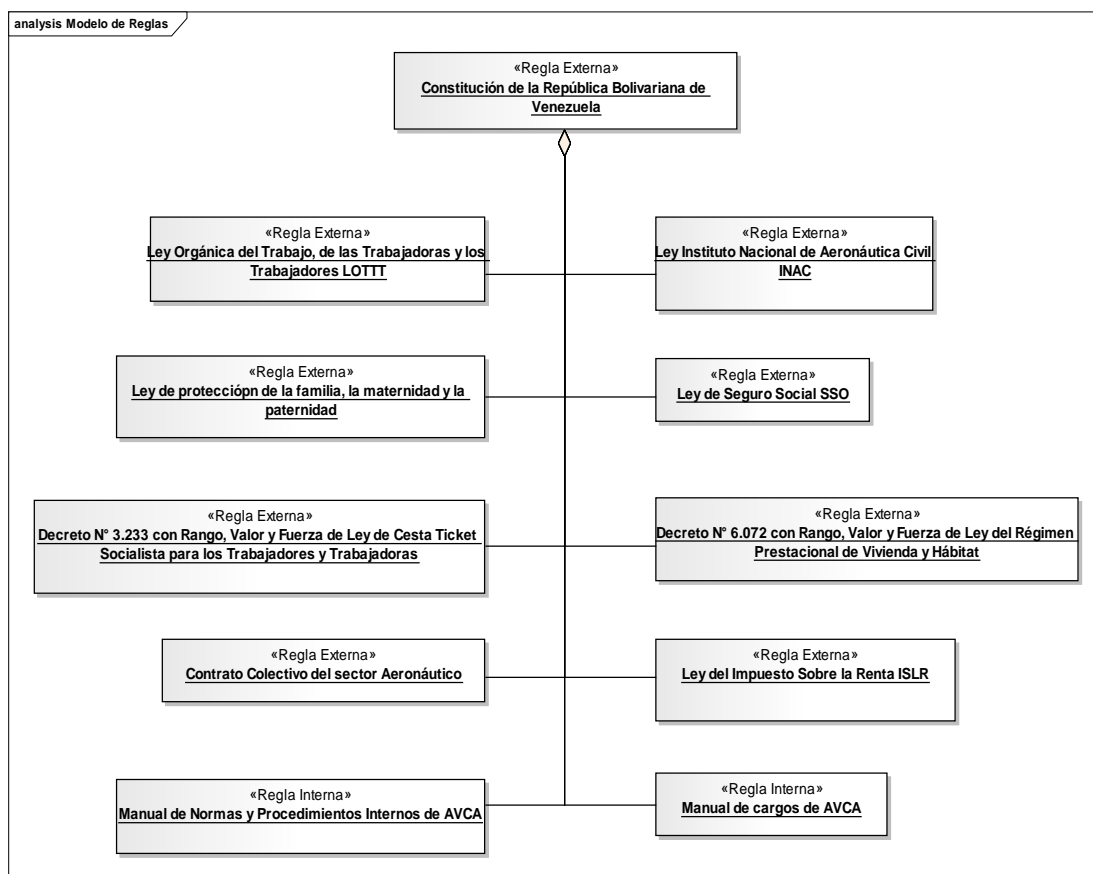 analysis Modelo de Reglas
«Regla Externa»
Constitución de la República Bolivariana de
Venezuela
«Regla Externa»
Ley Orgánica del Trabajo, de las Trabajadoras y los
Trabajadores LOTTT
«Regla Externa»
Ley Instituto Nacional de Aeronáutica Civil
INAC
«Regla Externa»
Ley de protecciópn de la familia, la maternidad y la
paternidad
«Regla Externa»
Ley de Seguro Social SSO
«Regla Externa»
Decreto N° 3.233 con Rango, Valor y Fuerza de Ley de Cesta Ticket
Socialista para los Trabajadores y Trabajadoras
«Regla Externa»
Decreto N° 6.072 con Rango, Valor y Fuerza de Ley del Régimen
Prestacional de Vivienda y Hábitat
«Regla Externa»
Contrato Colectivo del sector Aeronáutico
«Regla Externa»
Ley del Impuesto Sobre la Renta ISLR
«Regla Interna»
Manual de Normas y Procedimientos Internos de AVCA
«Regla Interna»
Manual de cargos de AVCA